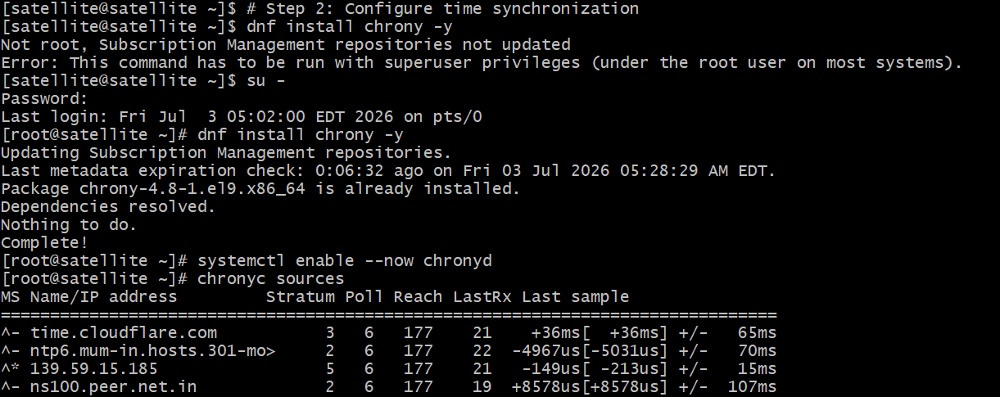 [satellite@satellite ~]$ # Step 2: Configure time synchronization
[satellite@satellite ~]$ dnf install chrony -y
Not root, Subscription Management repositories not updated
Error: This command has to be run with superuser privileges (under the root user on most systems).
[satellite@satellite ~]$ su -
Password:
Last login: Fri Jul  3 05:02:00 EDT 2026 on pts/0
[root@satellite ~]# dnf install chrony -y
Updating Subscription Management repositories.
Last metadata expiration check: 0:06:32 ago on Fri 03 Jul 2026 05:28:29 AM EDT.
Package chrony-4.8-1.el9.x86_64 is already installed.
Dependencies resolved.
Nothing to do.
Complete!
[root@satellite ~]# systemctl enable --now chronyd
[root@satellite ~]# chronyc sources
MS Name/IP address         Stratum Poll Reach LastRx Last sample
===============================================================================
^- time.cloudflare.com           3   6   177    21    +36ms[  +36ms] +/-   65ms
^- ntp6.mum-in.hosts.301-mo>     2   6   177    22  -4967us[-5031us] +/-   70ms
^* 139.59.15.185                 5   6   177    21   -149us[ -213us] +/-   15ms
^- ns100.peer.net.in             2   6   177    19  +8578us[+8578us] +/-  107ms